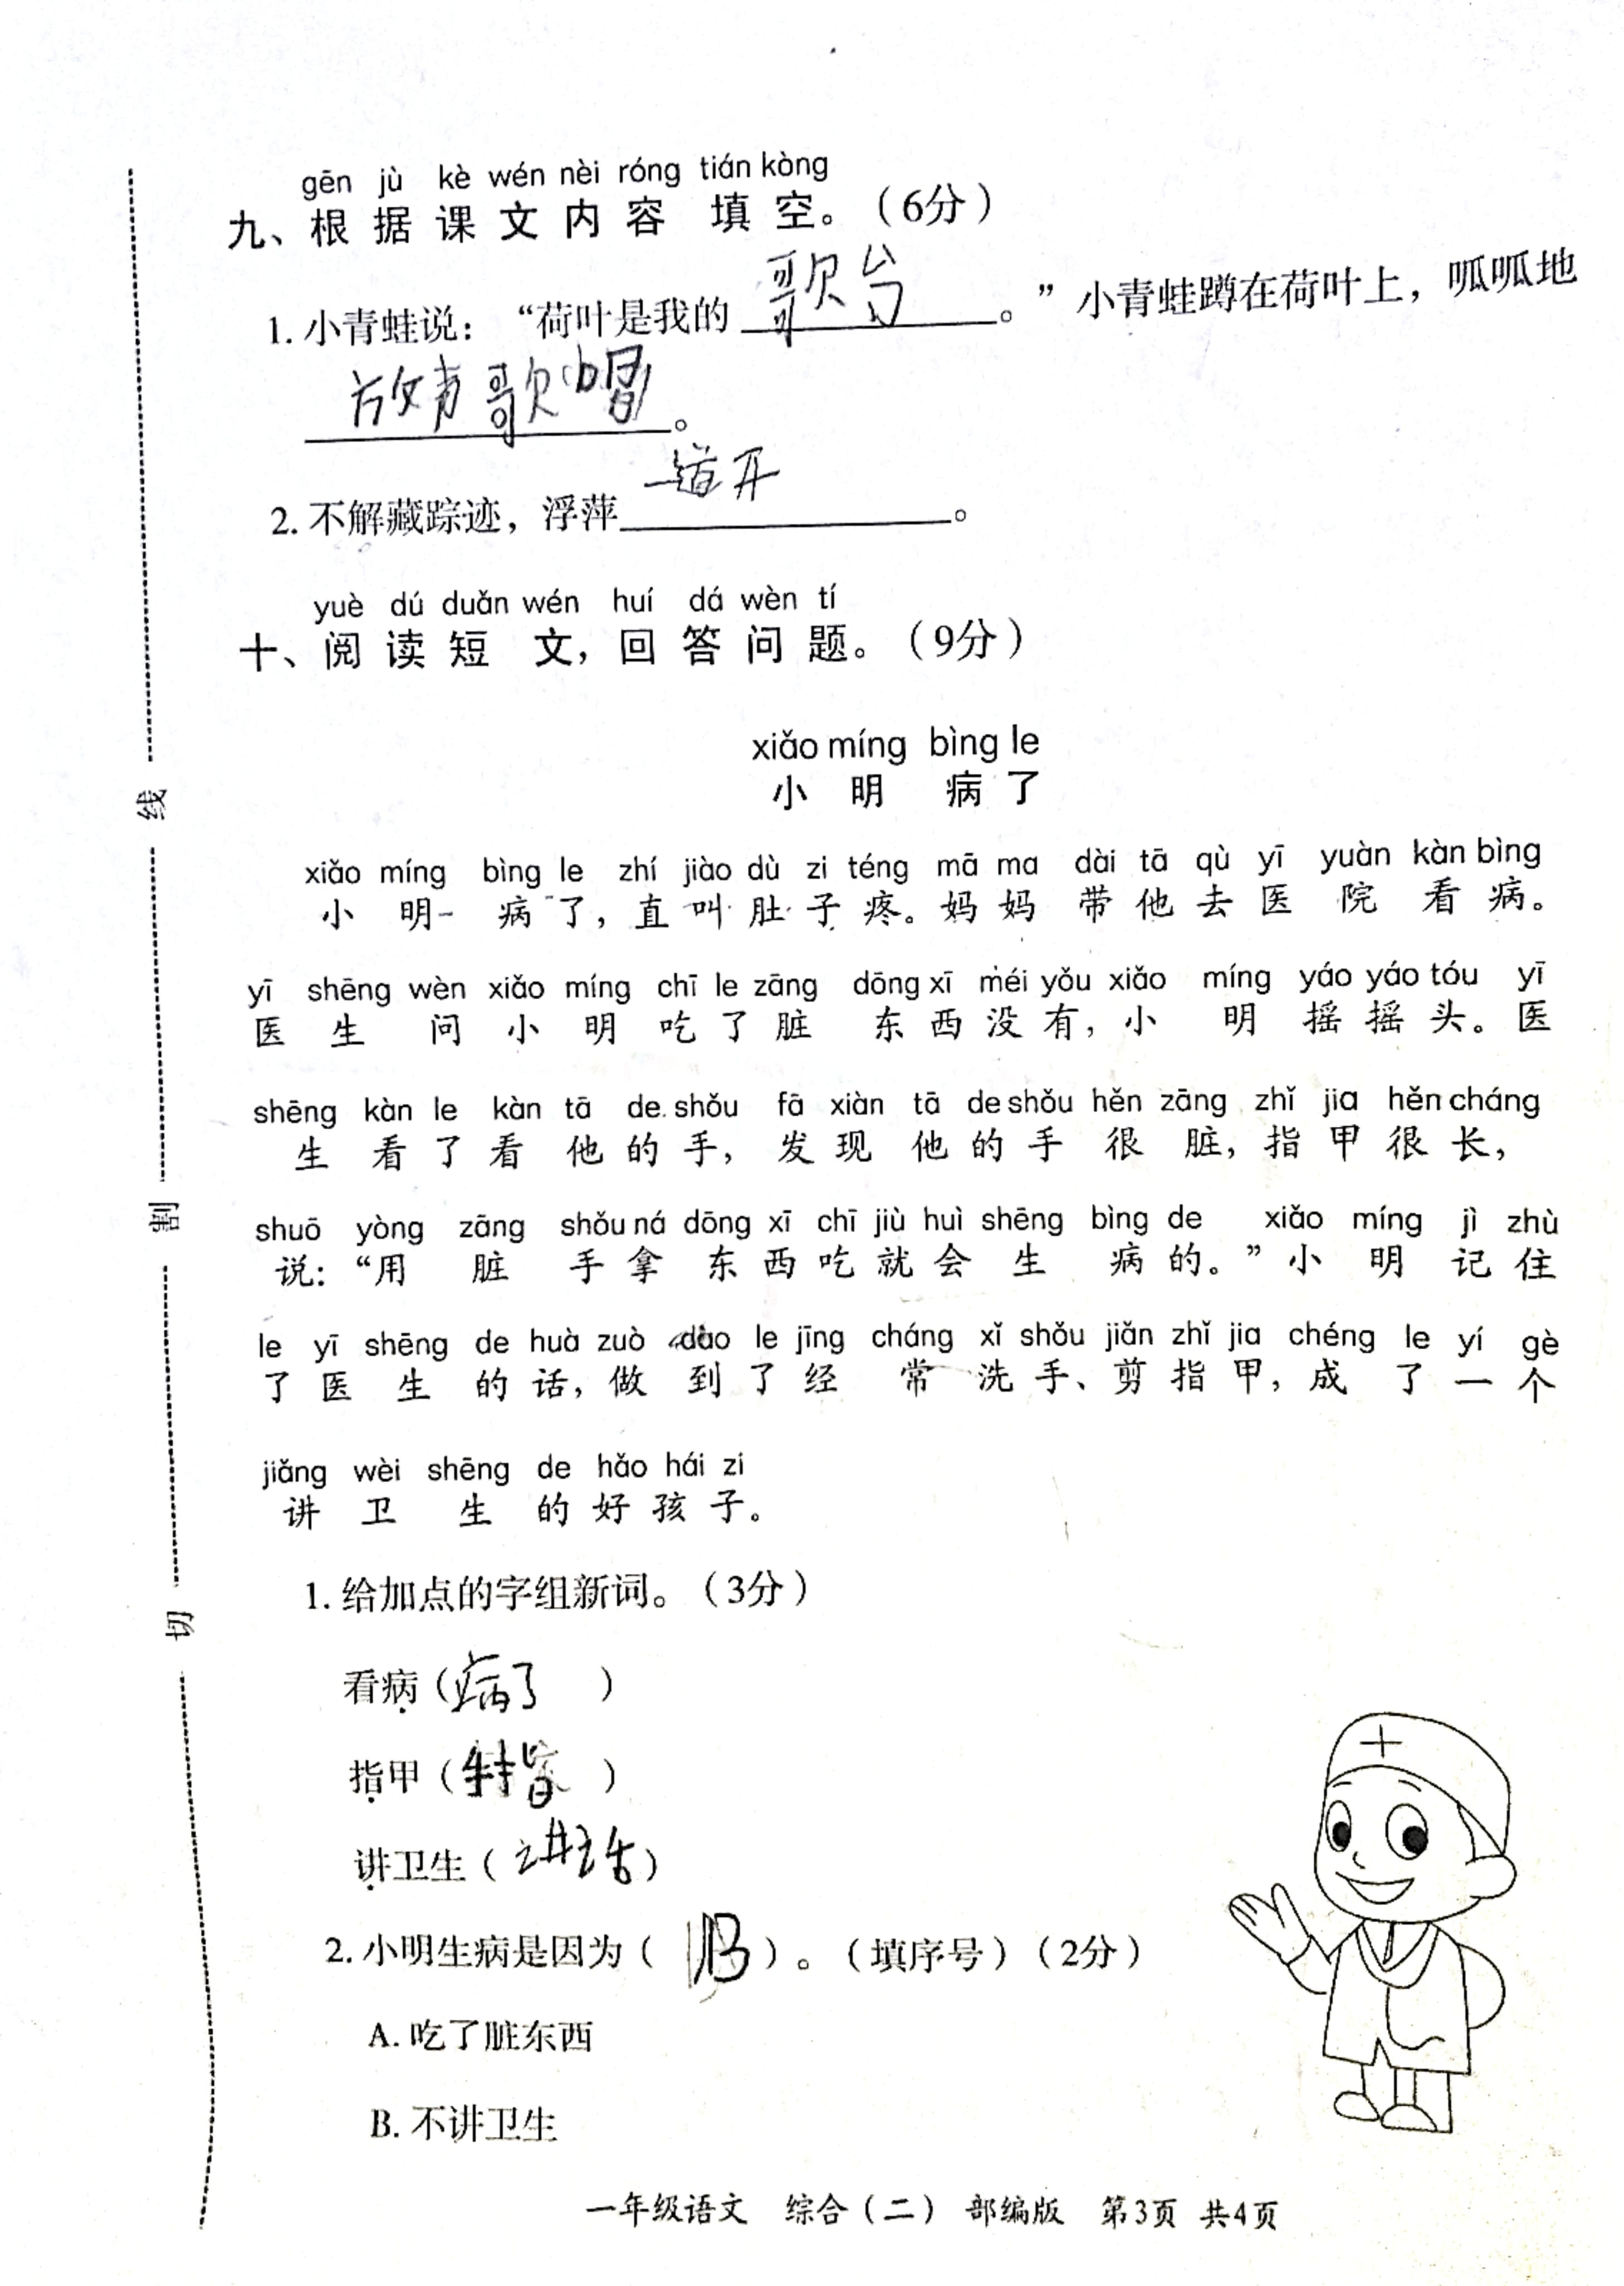 gēn jù kè wén nèi róng tián kòng
九、根据课文内容填空。（6分）
1. 小青蛙说：“荷叶是我的歌台。”小青蛙蹲在荷叶上，呱呱地
放声歌唱。
2. 不解藏踪迹，浮萍一道开。
yuè dú duǎn wén huí dá wèn tí
十、阅读短文，回答问题。（9分）
xiǎo míng bìng le
小明病了
xiǎo míng bìng le zhí jiào dù zi téng mā ma dài tā qù yī yuàn kàn bìng
小明病了，直叫肚子疼。妈妈带他去医院看病。
yī shēng wèn xiǎo míng chī le zāng dōng xī méi yǒu xiǎo míng yáo yáo tóu yī
医生问小明吃了脏东西没有，小明摇摇头。医
shēng kàn le kàn tā de shǒu fā xiàn tā de shǒu hěn zāng zhǐ jia hěn cháng
生看了看他的手，发现他的手很脏，指甲很长，
shuō yòng zāng shǒu ná dōng xī chī jiù huì shēng bìng de xiǎo míng jì zhù
说：“用脏手拿东西吃就会生病的。”小明记住
le yī shēng de huà zuò dào le jīng cháng xǐ shǒu jiǎn zhǐ jia chéng le yí gè
了医生的话，做到了经常洗手、剪指甲，成了一个
jiǎng wèi shēng de hǎo hái zi
讲卫生的好孩子。
1. 给加点的字组新词。（3分）
看病（病了）
指甲（手指）
讲卫生（讲话）
2. 小明生病是因为（B）。（填序号）（2分）
A. 吃了脏东西
B. 不讲卫生
一年级语文 综合（二） 部编版 第3页 共4页
线
割
切